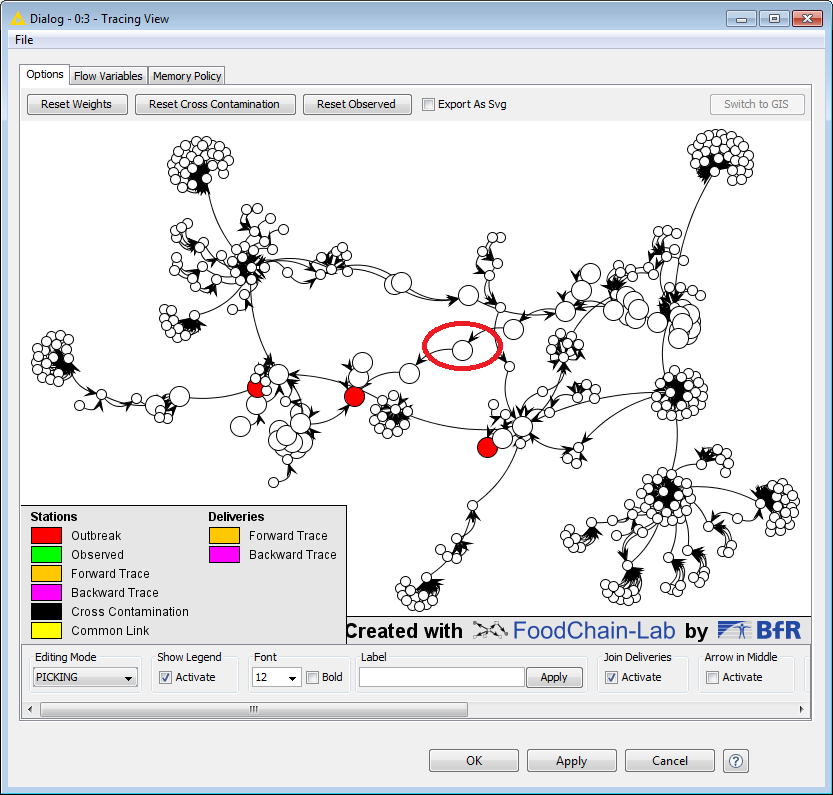 Dialog - 0:3 - Tracing View
File
Options Flow Variables Memory Policy
Reset Weights Reset Cross Contamination Reset Observed Export As Svg Switch to GIS
Stations Deliveries
Outbreak Forward Trace
Observed Backward Trace
Forward Trace
Backward Trace
Cross Contamination
Common Link
Created with FoodChain-Lab by BfR
Editing Mode Show Legend Font Label Join Deliveries Arrow in Middle
PICKING Activate 12 Bold Apply Activate Activate
OK Apply Cancel ?